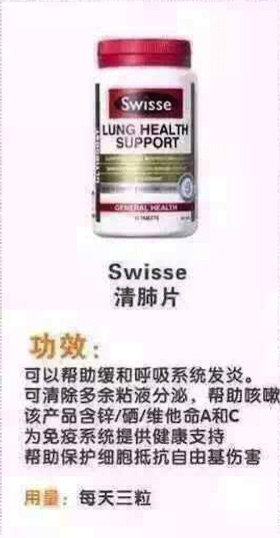 Swisse
LUNG HEALTH
SUPPORT
GENERAL HEALTH
Swisse
清肺片
功效：
可以帮助缓和呼吸系统发炎。
可清除多余粘液分泌，帮助咳嗽
该产品含锌/硒/维他命A和C
为免疫系统提供健康支持
帮助保护细胞抵抗自由基伤害
用量：每天三粒